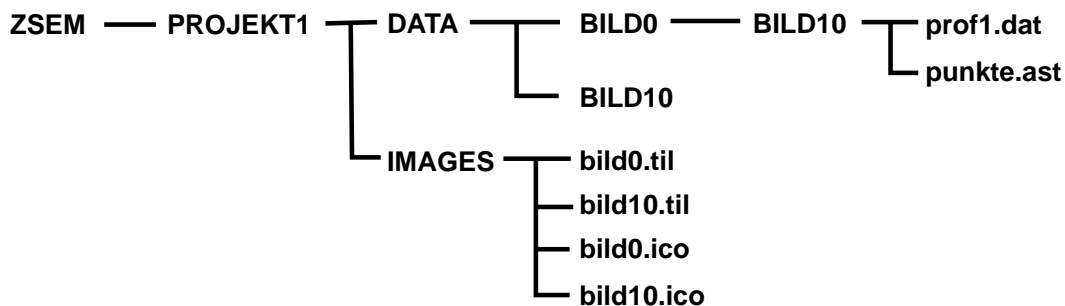 ZSEM PROJEKT1 DATA BILD0 BILD10 prof1.dat
punkte.ast
BILD10
IMAGES bild0.til
bild10.til
bild0.ico
bild10.ico